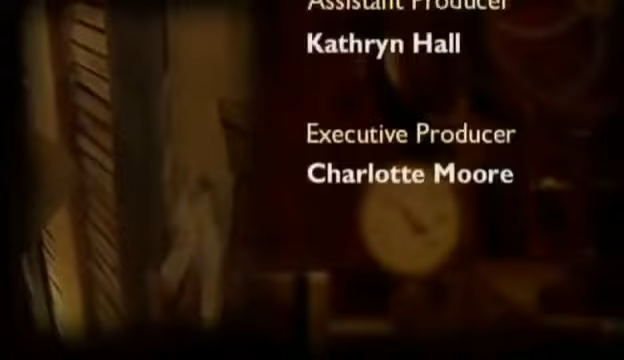 Assistant Producer
Kathryn Hall
Executive Producer
Charlotte Moore